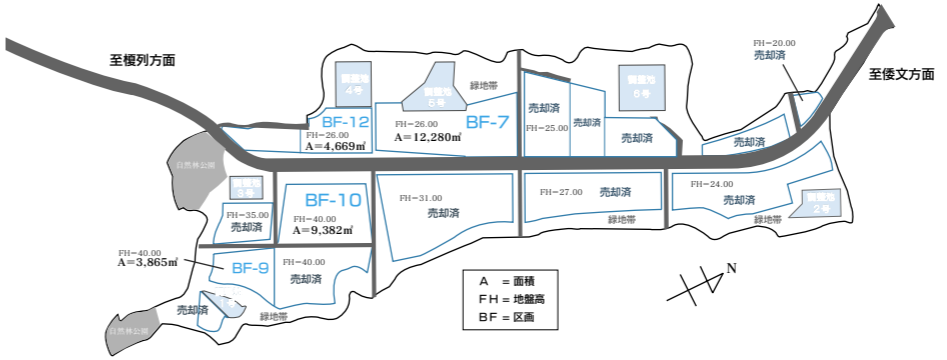 至榎列方面
FH=20.00
売却済
至倭文方面
調整池
4号
調整池
5号
緑地帯
調整池
6号
BF-12
FH=26.00
A=4,669㎡
FH=26.00
A=12,280㎡
BF-7
売却済
FH=25.00
売却済
売却済
売却済
自然林公園
調整池
3号
FH=35.00
売却済
BF-10
FH=40.00
A=9,382㎡
FH=31.00
売却済
FH=27.00
売却済
緑地帯
FH=24.00
売却済
緑地帯
調整池
2号
FH=40.00
A=3,865㎡
BF-9
FH=40.00
売却済
売却済
緑地帯
自然林公園
A = 面積
FH = 地盤高
BF = 区画
N